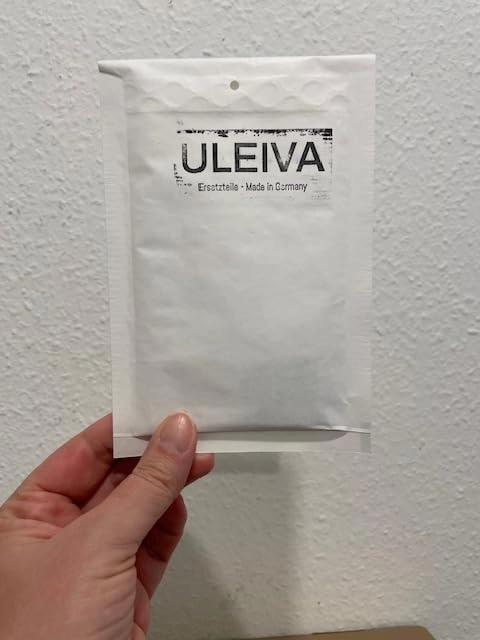 ULEIVA
Ersatzteile - Made in Germany